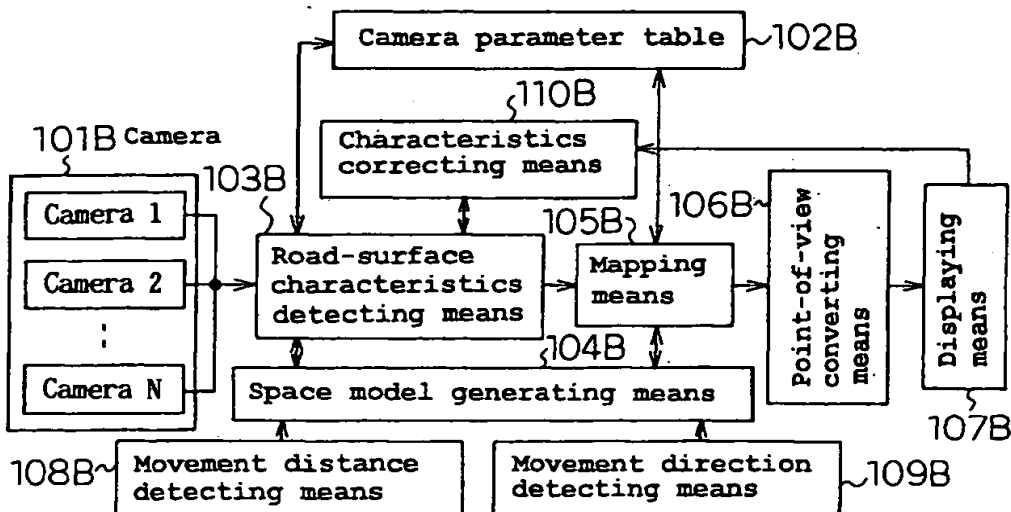 Camera parameter table
102B
110B
Characteristics
correcting means
101B Camera
Camera 1
Camera 2
Camera N
103B
Road-surface
characteristics
detecting means
105B
Mapping
means
106B
Point-of-view
converting
means
Displaying
means
107B
104B
Space model generating means
108B
Movement distance
detecting means
Movement direction
detecting means
109B